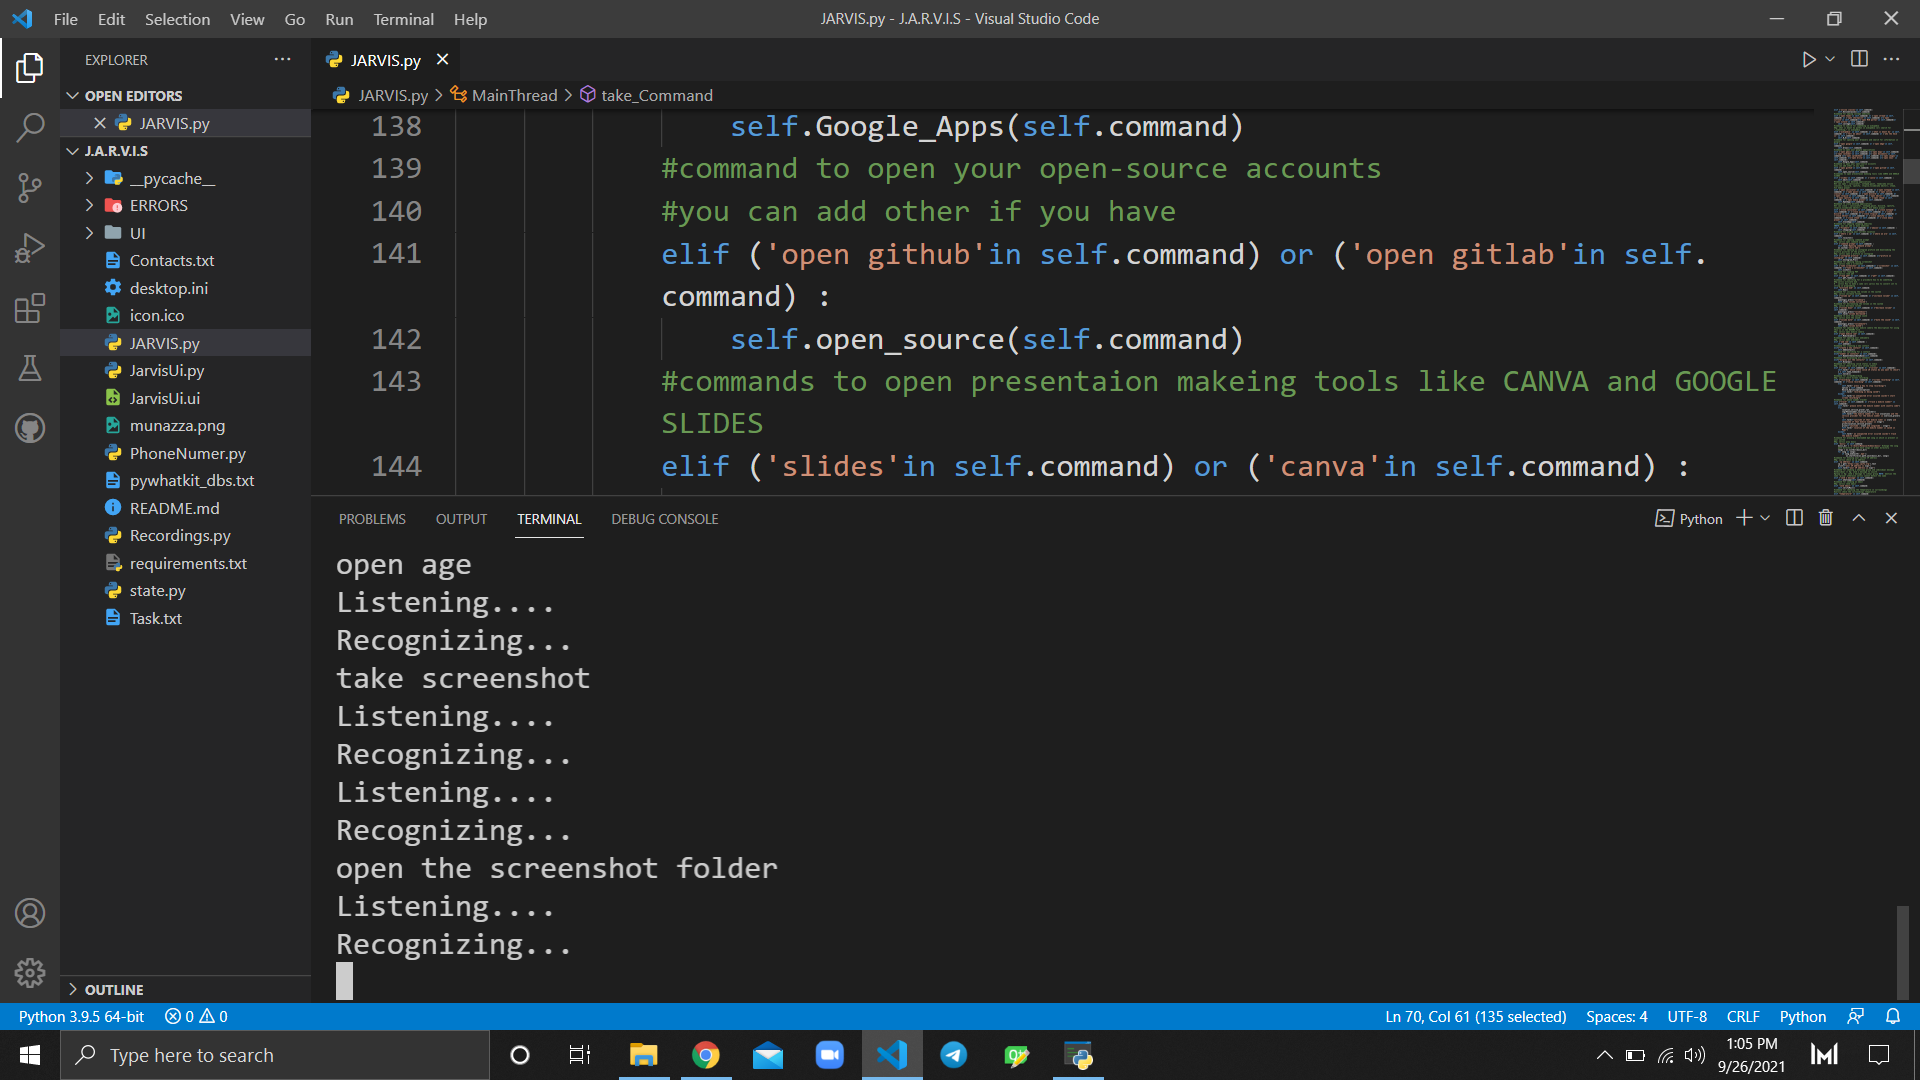 File Edit Selection View Go Run Terminal Help
JARVIS.py - J.A.R.V.I.S - Visual Studio Code
EXPLORER
OPEN EDITORS
JARVIS.py
J.A.R.V.I.S
__pycache__
ERRORS
UI
Contacts.txt
desktop.ini
icon.ico
JARVIS.py
JarvisUi.py
JarvisUi.ui
munazza.png
PhoneNumer.py
pywhatkit_dbs.txt
README.md
Recordings.py
requirements.txt
state.py
Task.txt
OUTLINE
JARVIS.py
JARVIS.py > MainThread > take_Command
138 self.Google_Apps(self.command)
139 #command to open your open-source accounts
140 #you can add other if you have
141 elif ('open github'in self.command) or ('open gitlab'in self.
command) :
142 self.open_source(self.command)
143 #commands to open presentaion makeing tools like CANVA and GOOGLE
SLIDES
144 elif ('slides'in self.command) or ('canva'in self.command) :
PROBLEMS OUTPUT TERMINAL DEBUG CONSOLE
Python
open age
Listening....
Recognizing...
take screenshot
Listening....
Recognizing...
Listening....
Recognizing...
open the screenshot folder
Listening....
Recognizing...
Python 3.9.5 64-bit 0 0
Ln 70, Col 61 (135 selected) Spaces: 4 UTF-8 CRLF Python
Type here to search
1:05 PM
9/26/2021